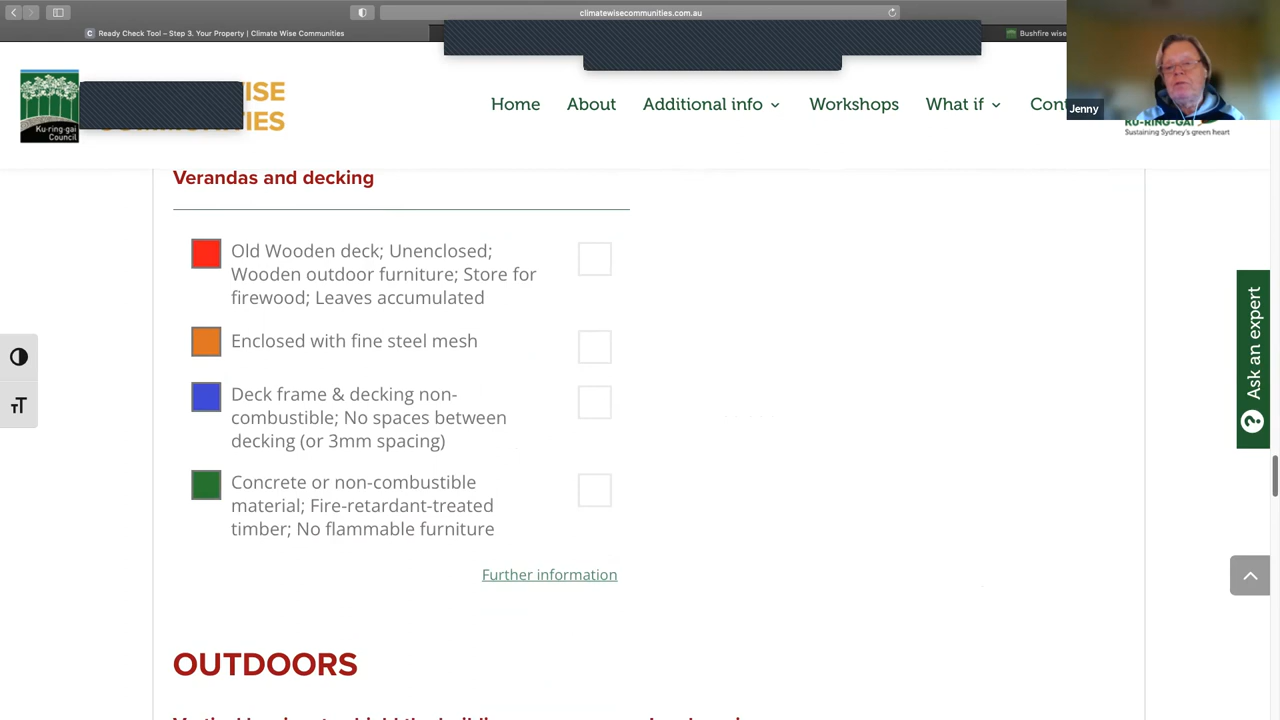 climatewisecommunities.com.au
Ready Check Tool – Step 3. Your Property | Climate Wise Communities
Bushfire wise
Jenny
Ku·ring·gai
Council
COMMUNITIES
Home
About
Additional info
Workshops
What if
KU-RING-GAI
Sustaining Sydney's green heart
Verandas and decking
Old Wooden deck; Unenclosed;
Wooden outdoor furniture; Store for
firewood; Leaves accumulated
Enclosed with fine steel mesh
Deck frame & decking non-
combustible; No spaces between
decking (or 3mm spacing)
Concrete or non-combustible
material; Fire-retardant-treated
timber; No flammable furniture
Further information
Ask an expert
OUTDOORS